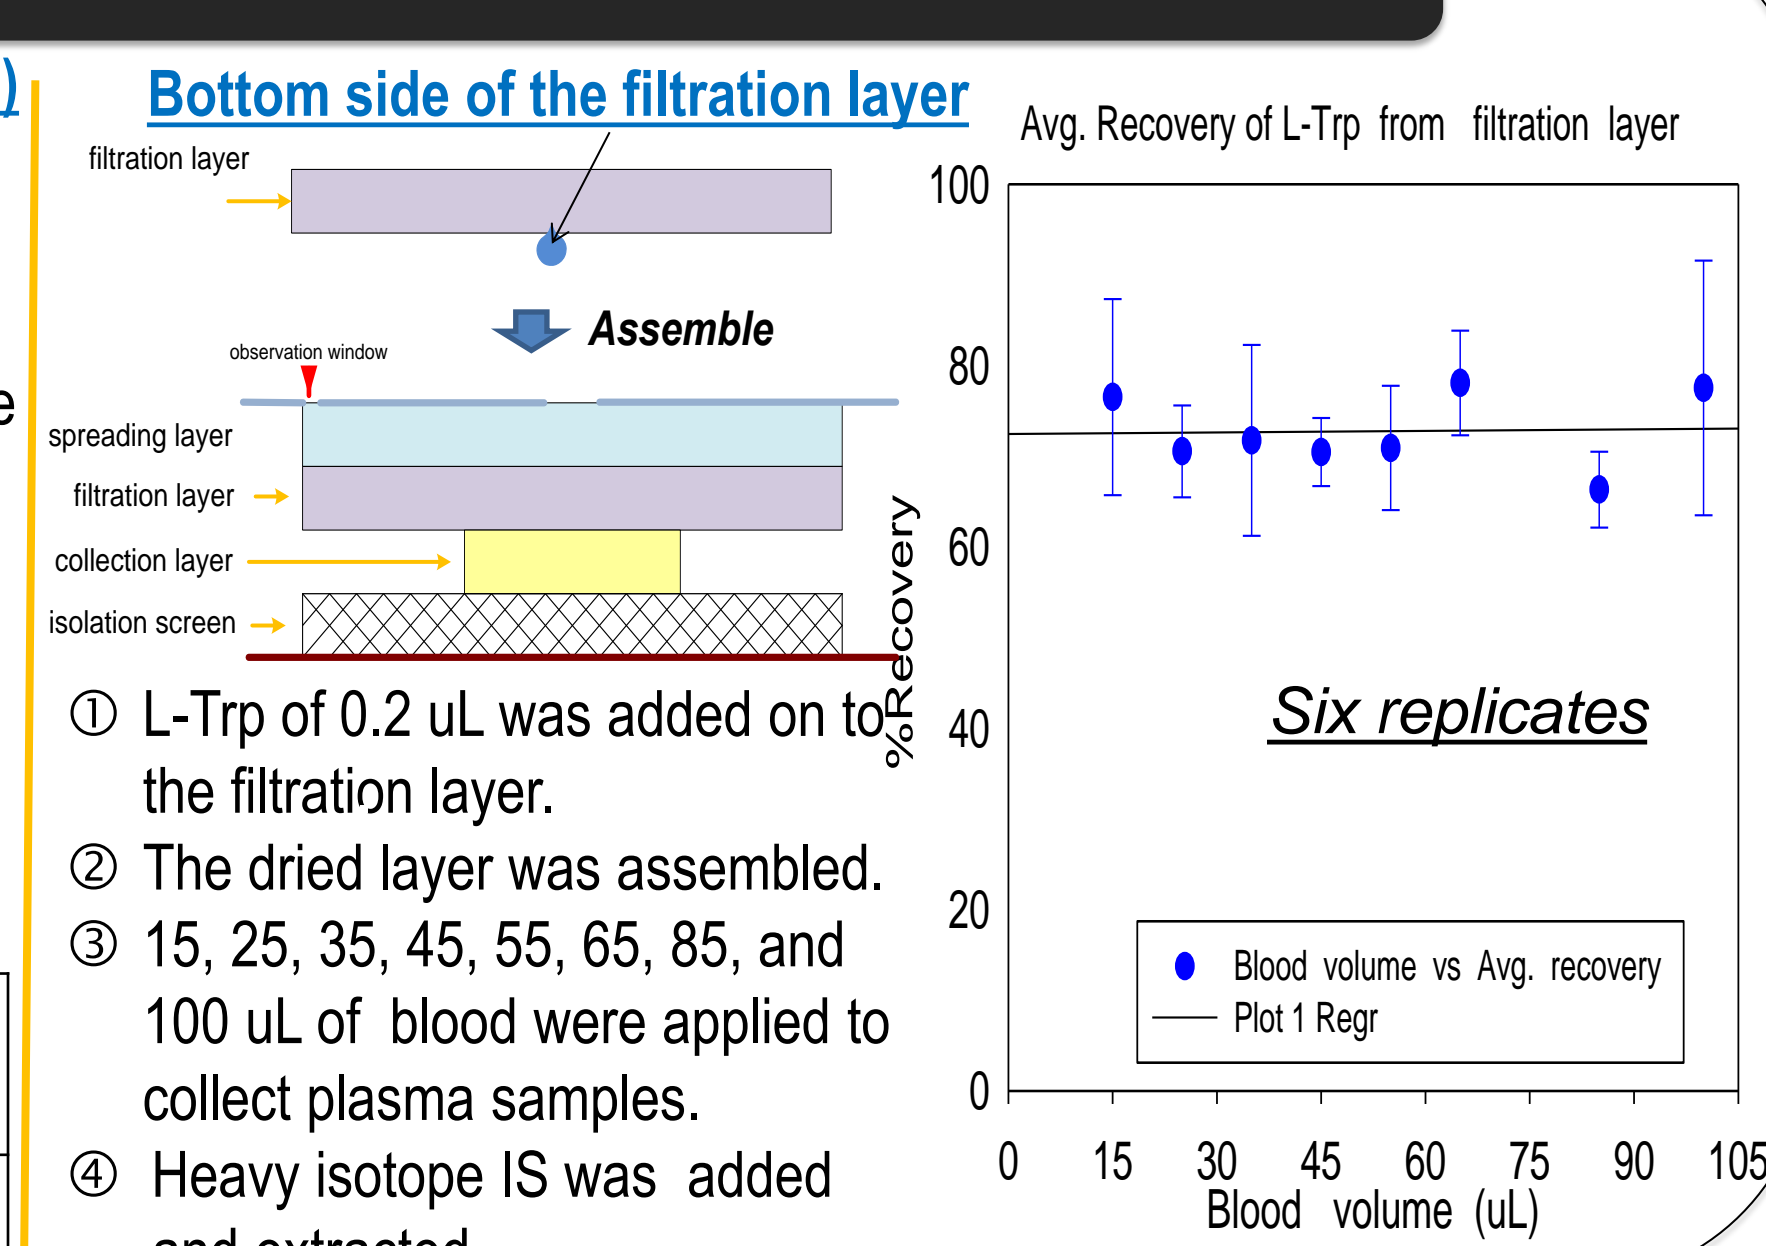 )
e
Bottom side of the filtration layer
filtration layer
Assemble
observation window
spreading layer
filtration layer
collection layer
isolation screen
① L-Trp of 0.2 uL was added on to
the filtration layer.
② The dried layer was assembled.
③ 15, 25, 35, 45, 55, 65, 85, and
100 uL of blood were applied to
collect plasma samples.
④ Heavy isotope IS was added
and extracted
Avg. Recovery of L-Trp from filtration layer
%Recovery
100
80
60
40
20
0
Six replicates
Blood volume vs Avg. recovery
Plot 1 Regr
0 15 30 45 60 75 90 105
Blood volume (uL)